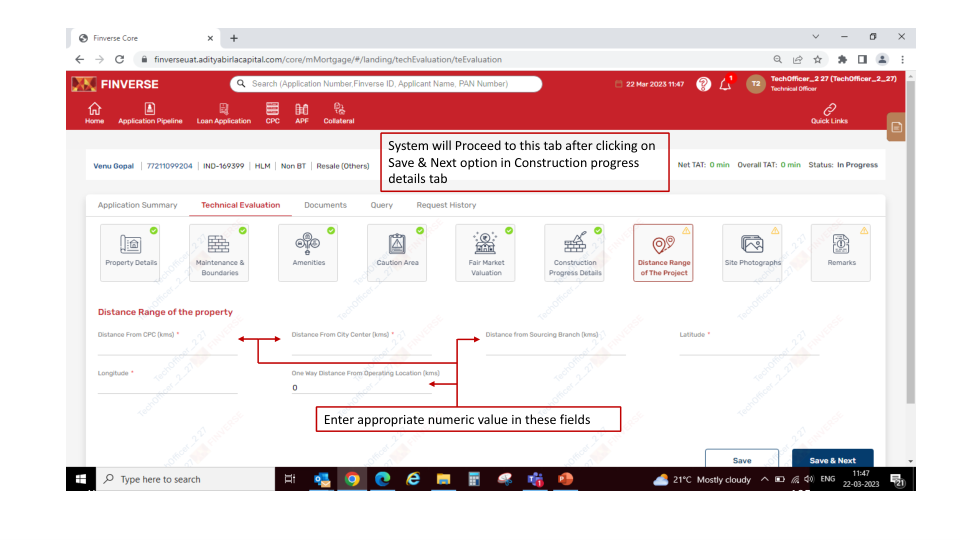 Finverse Core
finverseuat.adityabirlacapital.com/core/mMortgage/#/landing/techEvaluation/teEvaluation
FINVERSE
Search (Application Number,Finverse ID, Applicant Name, PAN Number)
22 Mar 2023 11:47
1
T2
TechOfficer_2 27 (TechOfficer__2__27)
Technical Officer
Home Application Pipeline Loan Application CPC APF Collateral Quick Links
System will Proceed to this tab after clicking on
Save & Next option in Construction progress
details tab
Venu Gopal | 77211099204 | IND-169399 | HLM | Non BT | Resale (Others)
Net TAT: 0 min Overall TAT: 0 min Status: In Progress
Application Summary Technical Evaluation Documents Query Request History
Property Details
Maintenance &
Boundaries
Amenities
Caution Area
Fair Market
Valuation
Construction
Progress Details
Distance Range
of The Project
Site Photographs
Remarks
Distance Range of the property
Distance From CPC (kms) * Distance From City Center (kms) * Distance from Sourcing Branch (kms) Latitude *
Longitude * One Way Distance From Operating Location (kms)
0
Enter appropriate numeric value in these fields
Save Save & Next
Type here to search
21°C Mostly cloudy
ENG
11:47
22-03-2023
21